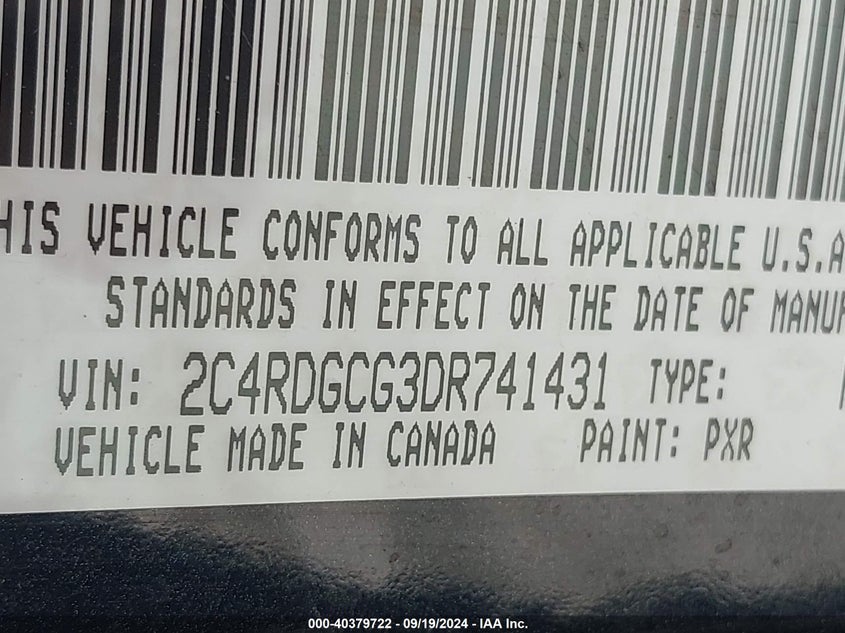 HIS VEHICLE CONFORMS TO ALL APPLICABLE U.S.A
STANDARDS IN EFFECT ON THE DATE OF MANUF
VIN: 2C4RDGCG3DR741431 TYPE:
VEHICLE MADE IN CANADA PAINT: PXR
000-40379722 - 09/19/2024 - IAA Inc.